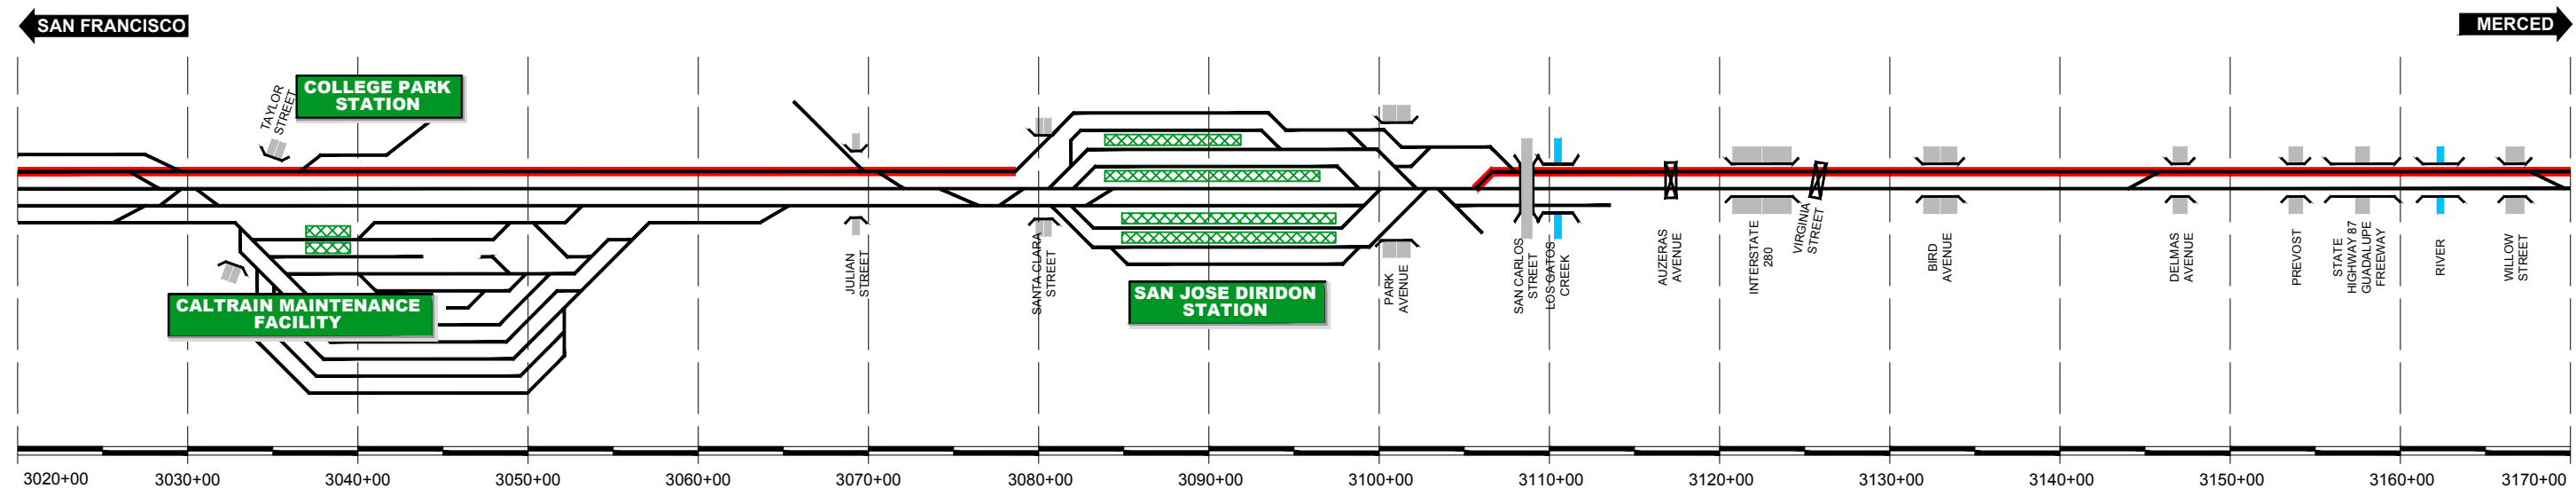 SAN FRANCISCO
MERCED
COLLEGE PARK
STATION
TAYLOR
STREET
CALTRAIN MAINTENANCE
FACILITY
JULIAN
STREET
SANTA CLARA
STREET
SAN JOSE DIRIDON
STATION
PARK
AVENUE
SAN CARLOS
STREET
LOS GATOS
CREEK
AUZERAS
AVENUE
INTERSTATE
280
VIRGINIA
STREET
BIRD
AVENUE
DELMAS
AVENUE
PREVOST
STATE
HIGHWAY 87
GUADALUPE
FREEWAY
RIVER
WILLOW
STREET
3020+00
3030+00
3040+00
3050+00
3060+00
3070+00
3080+00
3090+00
3100+00
3110+00
3120+00
3130+00
3140+00
3150+00
3160+00
3170+00